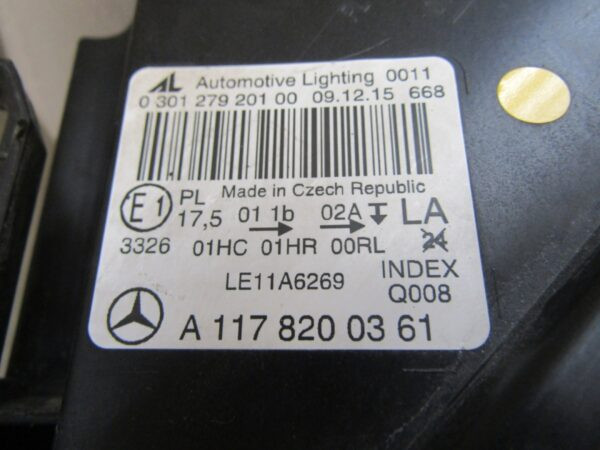 AL Automotive Lighting 0011
0 301 279 201 00 09.12.15 668
Made in Czech Republic
E1 PL 17,5 01 1b 02A LA
3326 01HC 01HR 00RL 24
LE11A6269 INDEX
Q008
A 117 820 03 61